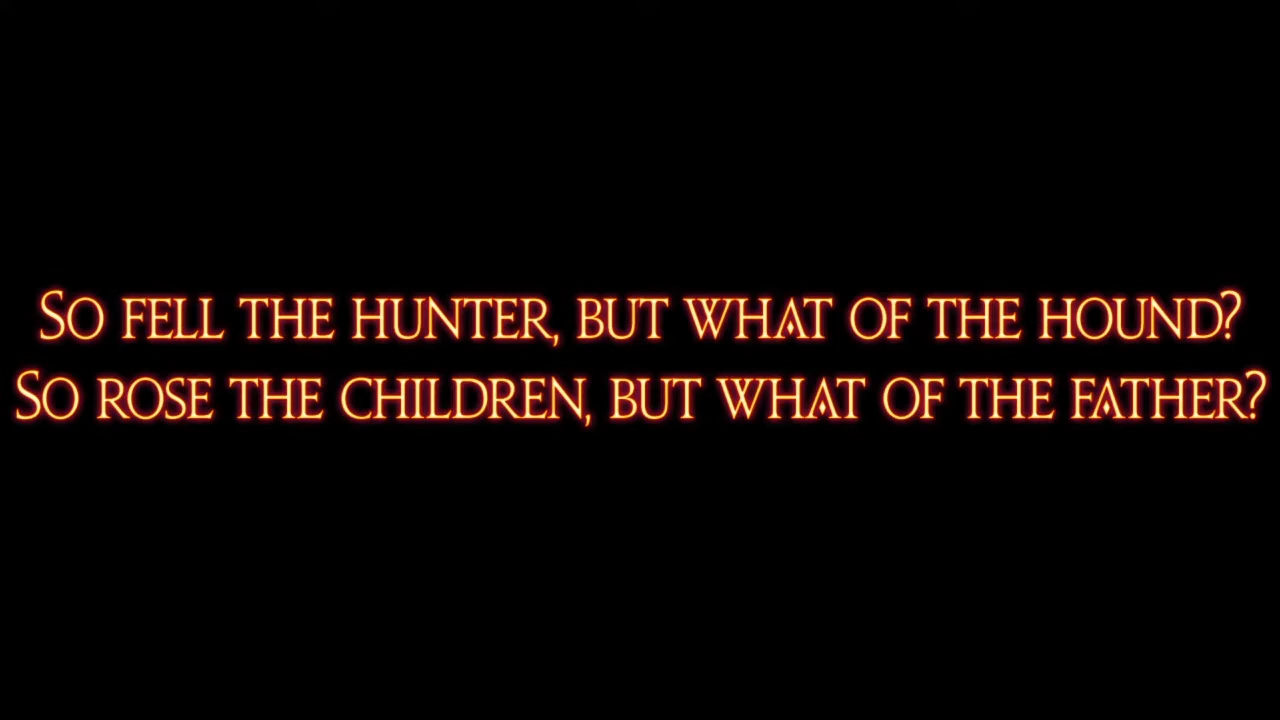 So fell the hunter, but what of the hound?
So rose the children, but what of the father?